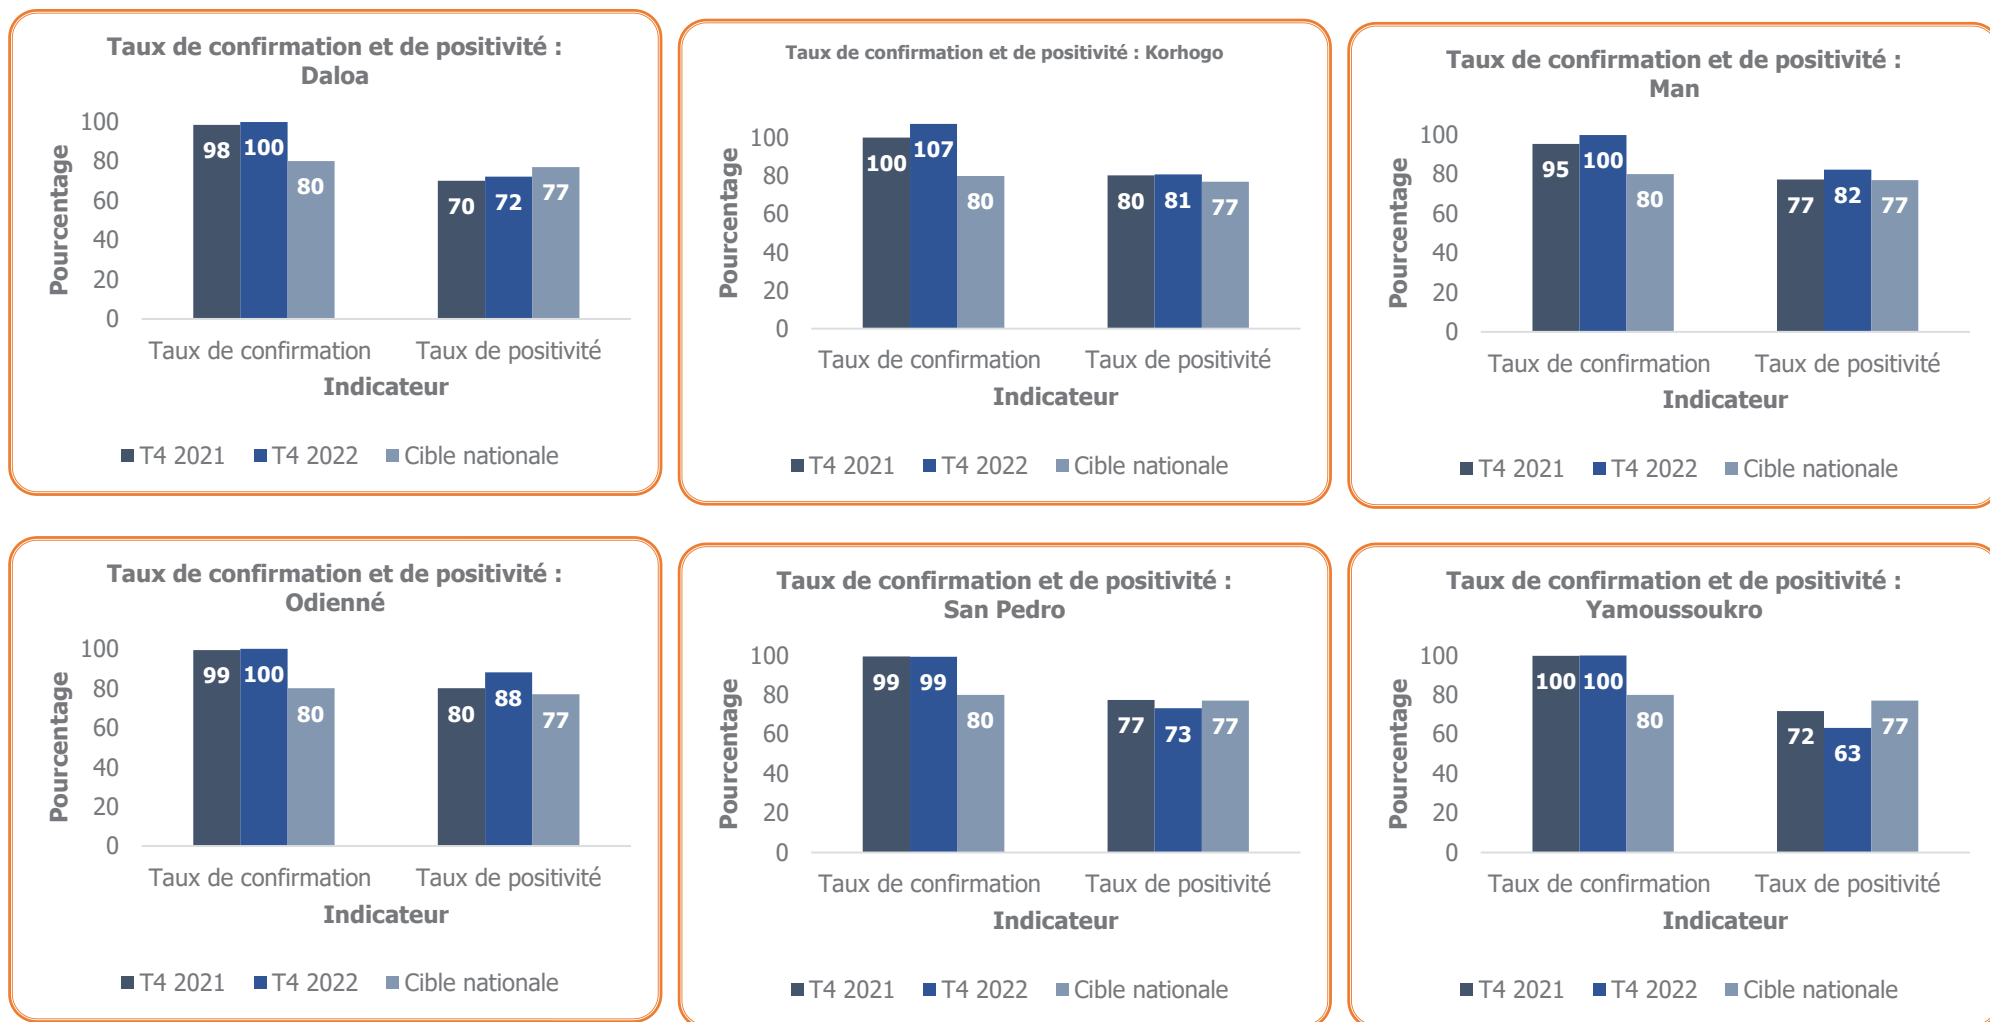 Taux de confirmation et de positivité :
Daloa
100
80
60
40
20
0
Pourcentage
98
100
80
70
72
77
Taux de confirmation
Taux de positivité
Indicateur
T4 2021
T4 2022
Cible nationale
Taux de confirmation et de positivité : Korhogo
100
80
60
40
20
0
Pourcentage
100
107
80
80
81
77
Taux de confirmation
Taux de positivité
Indicateur
T4 2021
T4 2022
Cible nationale
Taux de confirmation et de positivité :
Man
100
80
60
40
20
0
Pourcentage
95
100
80
77
82
77
Taux de confirmation
Taux de positivité
Indicateur
T4 2021
T4 2022
Cible nationale
Taux de confirmation et de positivité :
Odienné
100
80
60
40
20
0
Pourcentage
99
100
80
80
88
77
Taux de confirmation
Taux de positivité
Indicateur
T4 2021
T4 2022
Cible nationale
Taux de confirmation et de positivité :
San Pedro
100
80
60
40
20
0
Pourcentage
99
99
80
77
73
77
Taux de confirmation
Taux de positivité
Indicateur
T4 2021
T4 2022
Cible nationale
Taux de confirmation et de positivité :
Yamoussoukro
100
80
60
40
20
0
Pourcentage
100
100
80
72
63
77
Taux de confirmation
Taux de positivité
Indicateur
T4 2021
T4 2022
Cible nationale